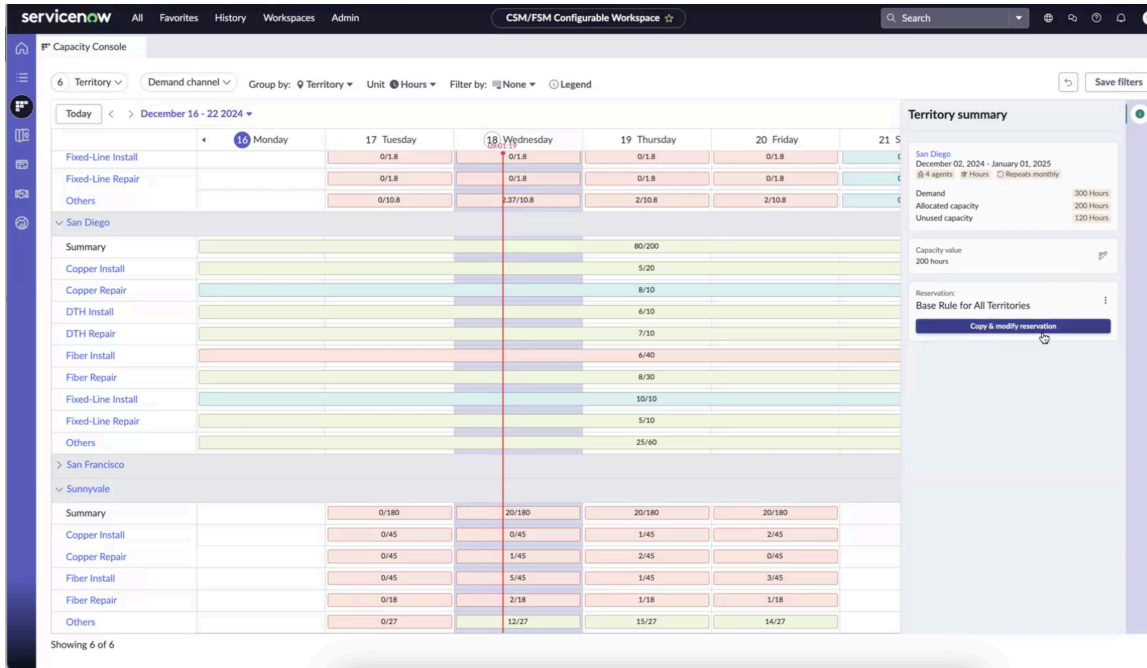 servicenow All Favorites History Workspaces Admin CSM/FSM Configurable Workspace Search
Capacity Console
6 Territory Demand channel Group by: Territory Unit Hours Filter by: None Legend Save filters
Today December 16 - 22 2024
16 Monday 17 Tuesday 18 Wednesday 19 Thursday 20 Friday 21 S
09:01:19
Fixed-Line Install 0/1.8 0/1.8 0/1.8 0/1.8
Fixed-Line Repair 0/1.8 0/1.8 0/1.8 0/1.8
Others 0/10.8 2.37/10.8 2/10.8 2/10.8
San Diego
Summary 80/200
Copper Install 5/20
Copper Repair 8/10
DTH Install 6/10
DTH Repair 7/10
Fiber Install 6/40
Fiber Repair 8/30
Fixed-Line Install 10/10
Fixed-Line Repair 5/10
Others 25/60
San Francisco
Sunnyvale
Summary 0/180 20/180 20/180 20/180
Copper Install 0/45 0/45 1/45 2/45
Copper Repair 0/45 1/45 2/45 0/45
Fiber Install 0/45 5/45 1/45 3/45
Fiber Repair 0/18 2/18 1/18 1/18
Others 0/27 12/27 15/27 14/27
Showing 6 of 6
Territory summary
San Diego
December 02, 2024 - January 01, 2025
4 agents Hours Repeats monthly
Demand 300 Hours
Allocated capacity 200 Hours
Unused capacity 120 Hours
Capacity value
200 hours
Reservation:
Base Rule for All Territories
Copy & modify reservation